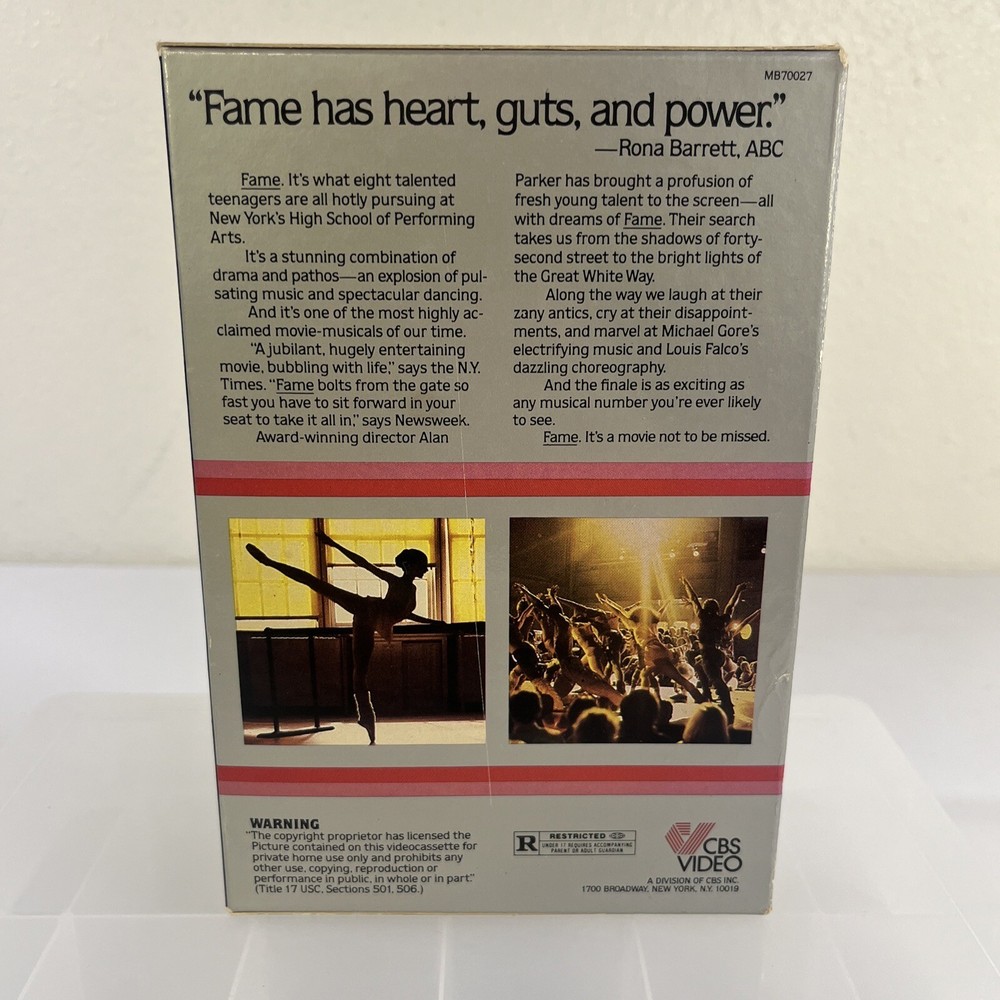 MB70027
“Fame has heart, guts, and power.”
—Rona Barrett, ABC
Fame. It's what eight talented
teenagers are all hotly pursuing at
New York's High School of Performing
Arts.
It's a stunning combination of
drama and pathos—an explosion of pul-
sating music and spectacular dancing.
And it's one of the most highly ac-
claimed movie-musicals of our time.
“A jubilant, hugely entertaining
movie, bubbling with life,” says the N.Y.
Times. “Fame bolts from the gate so
fast you have to sit forward in your
seat to take it all in,” says Newsweek.
Award-winning director Alan
Parker has brought a profusion of
fresh young talent to the screen—all
with dreams of Fame. Their search
takes us from the shadows of forty-
second street to the bright lights of
the Great White Way.
Along the way we laugh at their
zany antics, cry at their disappoint-
ments, and marvel at Michael Gore's
electrifying music and Louis Falco's
dazzling choreography.
And the finale is as exciting as
any musical number you're ever likely
to see.
Fame. It's a movie not to be missed.
WARNING
“The copyright proprietor has licensed the
Picture contained on this videocassette for
private home use only and prohibits any
other use, copying, reproduction or
performance in public, in whole or in part.”
(Title 17 USC, Sections 501, 506.)
R RESTRICTED
UNDER 17 REQUIRES ACCOMPANYING
PARENT OR ADULT GUARDIAN
CBS
VIDEO
A DIVISION OF CBS INC.
1700 BROADWAY, NEW YORK, N.Y. 10019